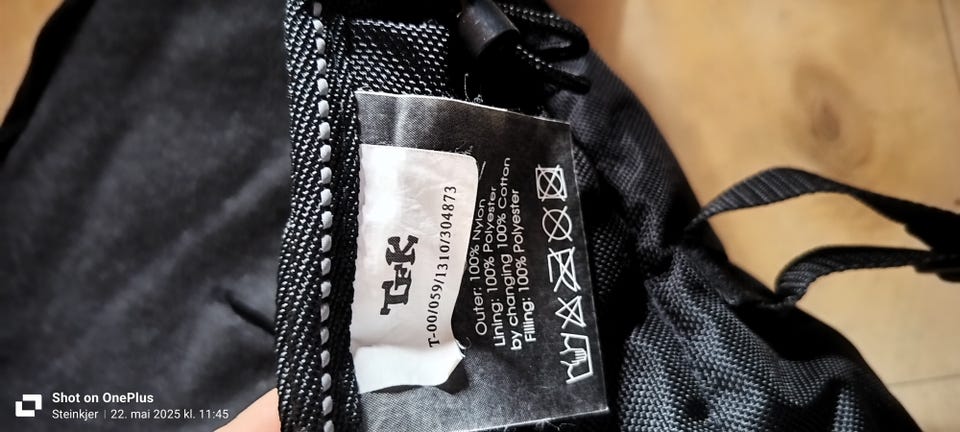 TFK
T-00/059/1310/304873
Outer: 100% Nylon
Lining: 100% Polyester
by changing 100% Cotton
Filling: 100% Polyester
Shot on OnePlus
Steinkjer | 22. mai 2025 kl. 11:45